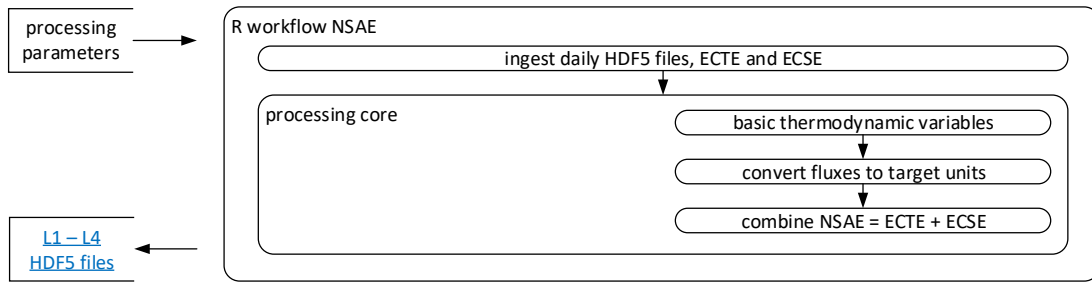 processing
parameters
R workflow NSAE
ingest daily HDF5 files, ECTE and ECSE
processing core
basic thermodynamic variables
convert fluxes to target units
combine NSAE = ECTE + ECSE
L1 – L4
HDF5 files